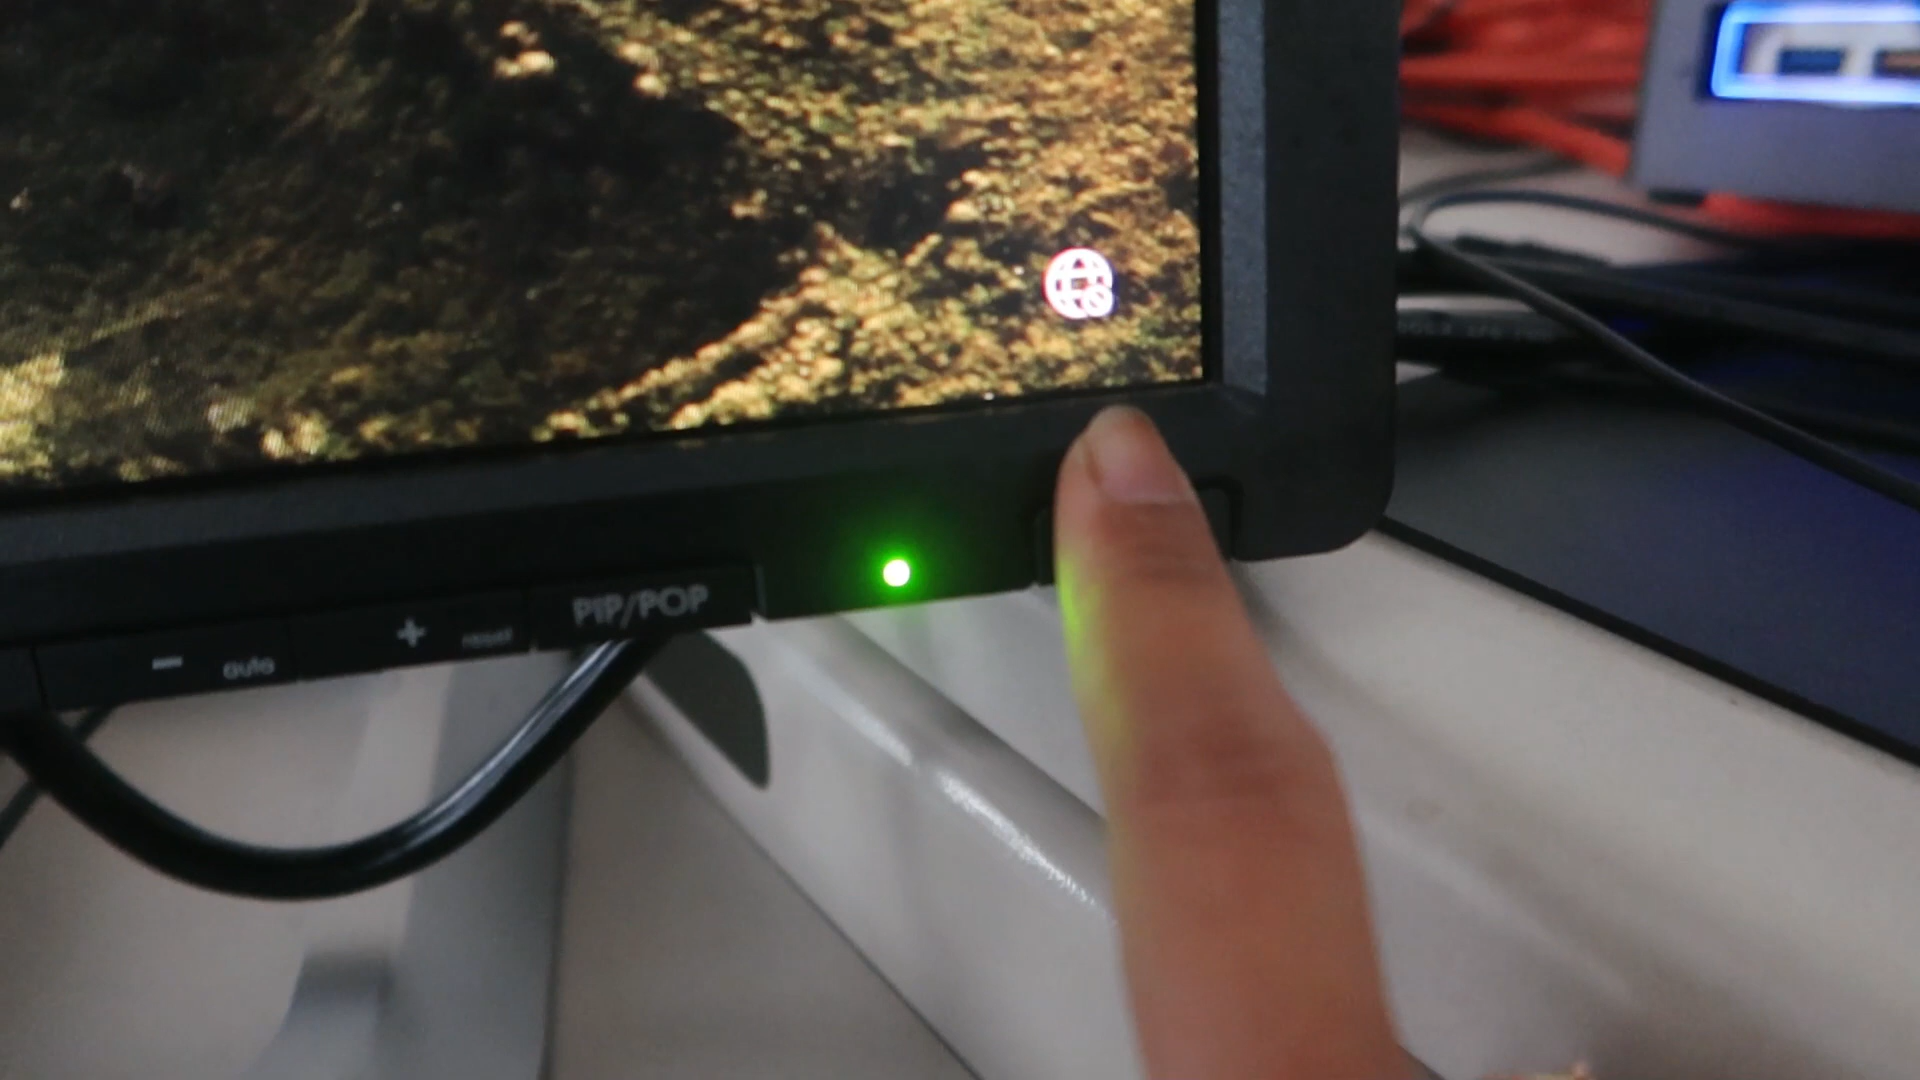 − auto
+ reset
PIP/POP